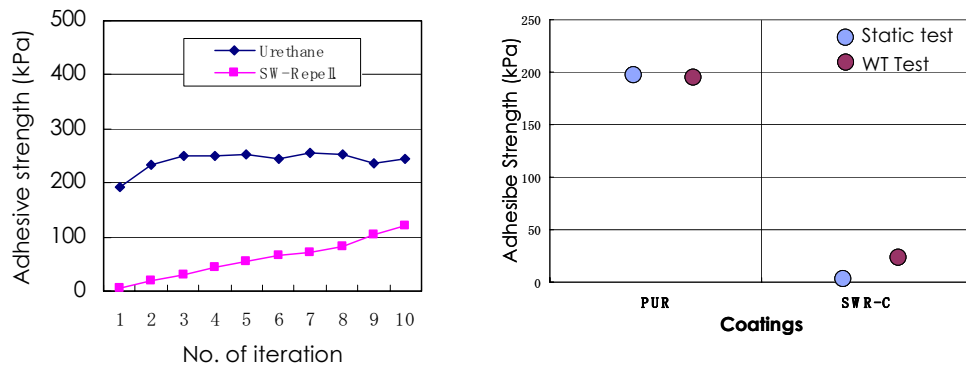 Adhesive strength (kPa)
500
400
300
200
100
0
Urethane
SW-Repell
1 2 3 4 5 6 7 8 9 10
No. of iteration
Adhesibe Strength (kPa)
250
200
150
100
50
0
Static test
WT Test
PUR SWR-C
Coatings